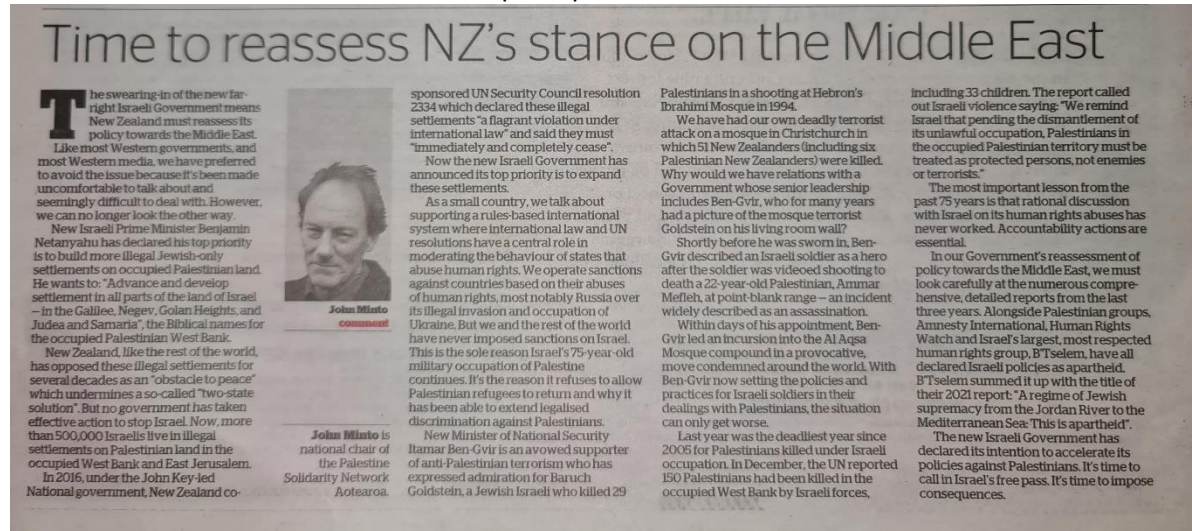 Time to reassess NZ's stance on the Middle East
The swearing-in of the new far-
right Israeli Government means
New Zealand must reassess its
policy towards the Middle East.
Like most Western governments, and
most Western media, we have preferred
to avoid the issue because it's been made
uncomfortable to talk about and
seemingly difficult to deal with. However,
we can no longer look the other way.
New Israeli Prime Minister Benjamin
Netanyahu has declared his top priority
is to build more illegal Jewish-only
settlements on occupied Palestinian land.
He wants to: "Advance and develop
settlement in all parts of the land of Israel
– in the Galilee, Negev, Golan Heights, and
Judea and Samaria", the Biblical names for
the occupied Palestinian West Bank.
New Zealand, like the rest of the world,
has opposed these illegal settlements for
several decades as an "obstacle to peace"
which undermines a so-called "two-state
solution". But no government has taken
effective action to stop Israel. Now, more
than 500,000 Israelis live in illegal
settlements on Palestinian land in the
occupied West Bank and East Jerusalem.
In 2016, under the John Key-led
National government, New Zealand co-
John Minto
comment
John Minto is
national chair of
the Palestine
Solidarity Network
Aotearoa.
sponsored UN Security Council resolution
2334 which declared these illegal
settlements "a flagrant violation under
international law" and said they must
"immediately and completely cease".
Now the new Israeli Government has
announced its top priority is to expand
these settlements.
As a small country, we talk about
supporting a rules-based international
system where international law and UN
resolutions have a central role in
moderating the behaviour of states that
abuse human rights. We operate sanctions
against countries based on their abuses
of human rights, most notably Russia over
its illegal invasion and occupation of
Ukraine. But we and the rest of the world
have never imposed sanctions on Israel.
This is the sole reason Israel's 75-year-old
military occupation of Palestine
continues. It's the reason it refuses to allow
Palestinian refugees to return and why it
has been able to extend legalised
discrimination against Palestinians.
New Minister of National Security
Itamar Ben-Gvir is an avowed supporter
of anti-Palestinian terrorism who has
expressed admiration for Baruch
Goldstein, a Jewish Israeli who killed 29
Palestinians in a shooting at Hebron's
Ibrahimi Mosque in 1994.
We have had our own deadly terrorist
attack on a mosque in Christchurch in
which 51 New Zealanders (including six
Palestinian New Zealanders) were killed.
Why would we have relations with a
Government whose senior leadership
includes Ben-Gvir, who for many years
had a picture of the mosque terrorist
Goldstein on his living room wall?
Shortly before he was sworn in, Ben-
Gvir described an Israeli soldier as a hero
after the soldier was videoed shooting to
death a 22-year-old Palestinian, Ammar
Mefleh, at point-blank range – an incident
widely described as an assassination.
Within days of his appointment, Ben-
Gvir led an incursion into the Al Aqsa
Mosque compound in a provocative,
move condemned around the world. With
Ben-Gvir now setting the policies and
practices for Israeli soldiers in their
dealings with Palestinians, the situation
can only get worse.
Last year was the deadliest year since
2005 for Palestinians killed under Israeli
occupation. In December, the UN reported
150 Palestinians had been killed in the
occupied West Bank by Israeli forces,
including 33 children. The report called
out Israeli violence saying: "We remind
Israel that pending the dismantlement of
its unlawful occupation, Palestinians in
the occupied Palestinian territory must be
treated as protected persons, not enemies
or terrorists."
The most important lesson from the
past 75 years is that rational discussion
with Israel on its human rights abuses has
never worked. Accountability actions are
essential.
In our Government's reassessment of
policy towards the Middle East, we must
look carefully at the numerous compre-
hensive, detailed reports from the last
three years. Alongside Palestinian groups,
Amnesty International, Human Rights
Watch and Israel's largest, most respected
human rights group, B'Tselem, have all
declared Israeli policies as apartheid.
B'Tselem summed it up with the title of
their 2021 report: "A regime of Jewish
supremacy from the Jordan River to the
Mediterranean Sea: This is apartheid".
The new Israeli Government has
declared its intention to accelerate its
policies against Palestinians. It's time to
call in Israel's free pass. It's time to impose
consequences.